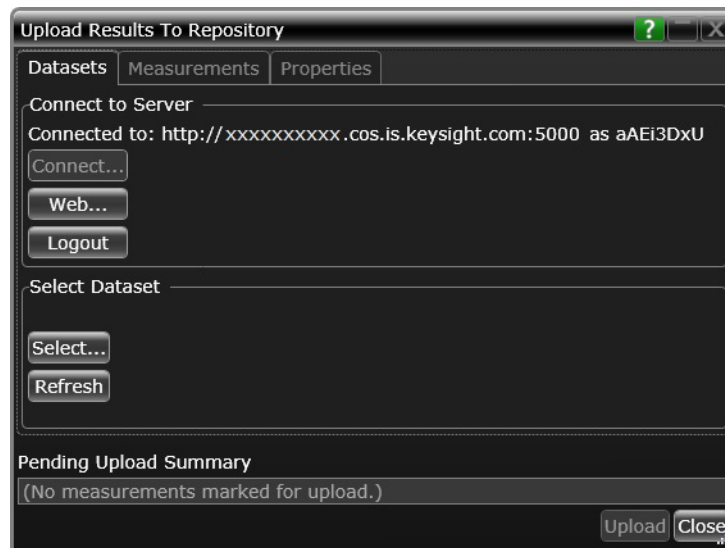 Upload Results To Repository ? X
Datasets Measurements Properties
Connect to Server
Connected to: http://xxxxxxxxxx.cos.is.keysight.com:5000 as aAEi3DxU
Connect...
Web...
Logout
Select Dataset
Select...
Refresh
Pending Upload Summary
(No measurements marked for upload.)
Upload Close